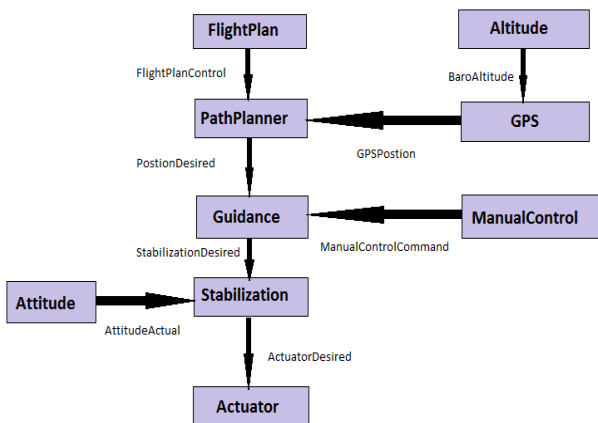 FlightPlan
Altitude
FlightPlanControl
BaroAltitude
PathPlanner
GPS
GPSPostion
PostionDesired
Guidance
ManualControl
StabilizationDesired
ManualControlCommand
Attitude
Stabilization
AttitudeActual
ActuatorDesired
Actuator